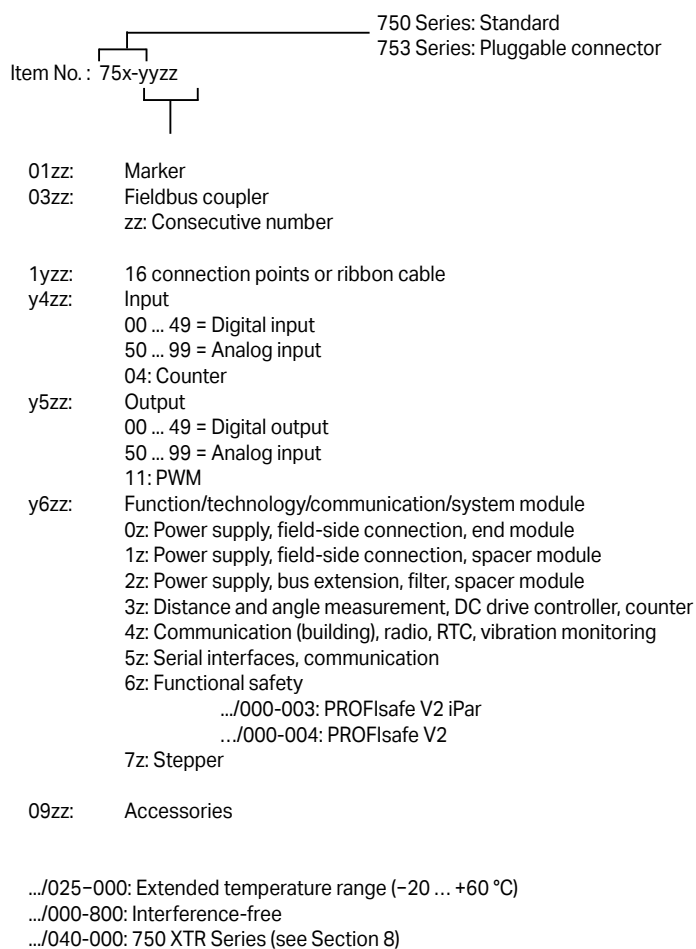 750 Series: Standard
753 Series: Pluggable connector
Item No. : 75x-yyzz
01zz: Marker
03zz: Fieldbus coupler
zz: Consecutive number
1yzz: 16 connection points or ribbon cable
y4zz: Input
00 ... 49 = Digital input
50 ... 99 = Analog input
04: Counter
y5zz: Output
00 ... 49 = Digital output
50 ... 99 = Analog input
11: PWM
y6zz: Function/technology/communication/system module
0z: Power supply, field-side connection, end module
1z: Power supply, field-side connection, spacer module
2z: Power supply, bus extension, filter, spacer module
3z: Distance and angle measurement, DC drive controller, counter
4z: Communication (building), radio, RTC, vibration monitoring
5z: Serial interfaces, communication
6z: Functional safety
.../000-003: PROFIsafe V2 iPar
…/000-004: PROFIsafe V2
7z: Stepper
09zz: Accessories
.../025−000: Extended temperature range (−20 … +60 °C)
.../000-800: Interference-free
.../040-000: 750 XTR Series (see Section 8)